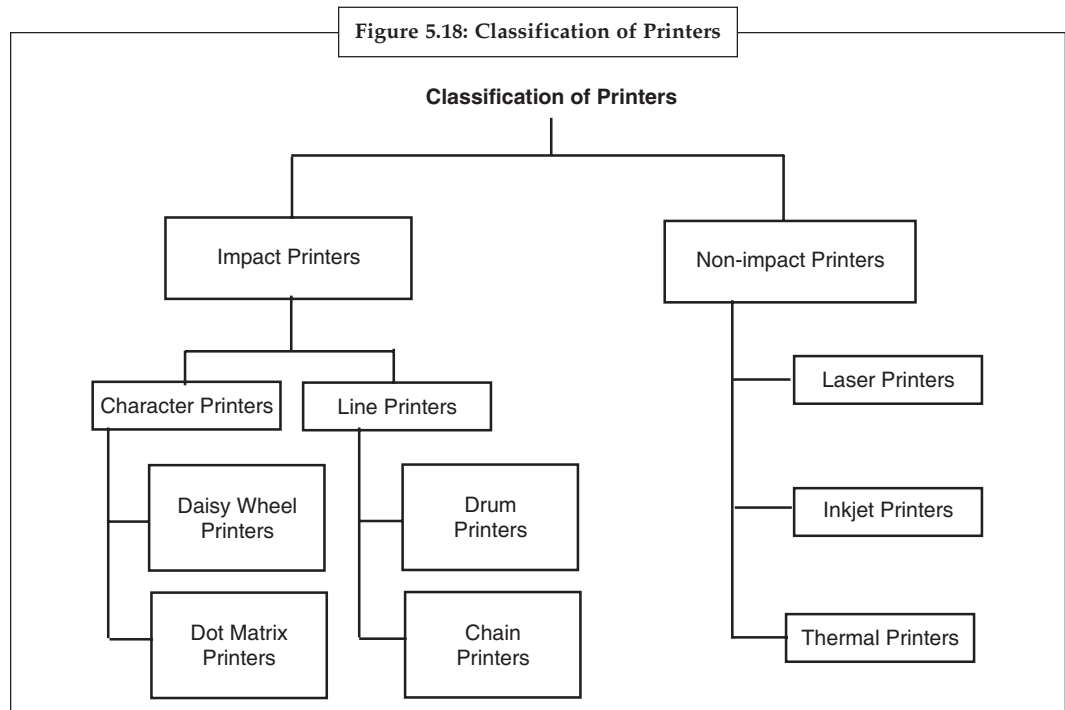 Figure 5.18: Classification of Printers
Classification of Printers
Impact Printers
Non-impact Printers
Character Printers
Line Printers
Laser Printers
Daisy Wheel
Printers
Drum
Printers
Inkjet Printers
Dot Matrix
Printers
Chain
Printers
Thermal Printers